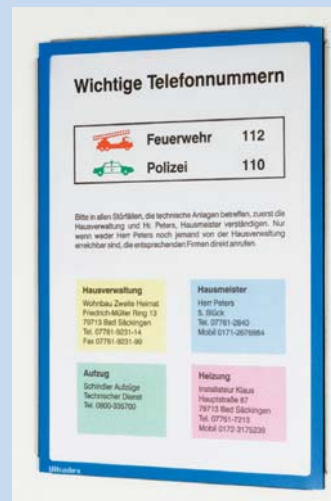 Wichtige Telefonnummern
Feuerwehr 112
Polizei 110
Bitte in allen Störfällen, die technische Anlagen betreffen, zuerst die
Hausverwaltung und Hr. Peters, Hausmeister verständigen. Nur
wenn weder Herr Peters noch jemand von der Hausverwaltung
erreichbar sind, die entsprechenden Firmen direkt anrufen.
Hausverwaltung
Wohnbau Zweite Heimat
Friedrich-Müller Ring 13
79713 Bad Säckingen
Tel. 07761-9231-14
Fax 07761-9231-99
Hausmeister
Herr Peters
5. Stock
Tel. 07761-2840
Mobil 0171-2676984
Aufzug
Schindler Aufzüge
Technischer Dienst
Tel. 0800-335700
Heizung
Installateur Klaus
Hauptstraße 67
79713 Bad Säckingen
Tel. 07761-7213
Mobil 0172-3175239